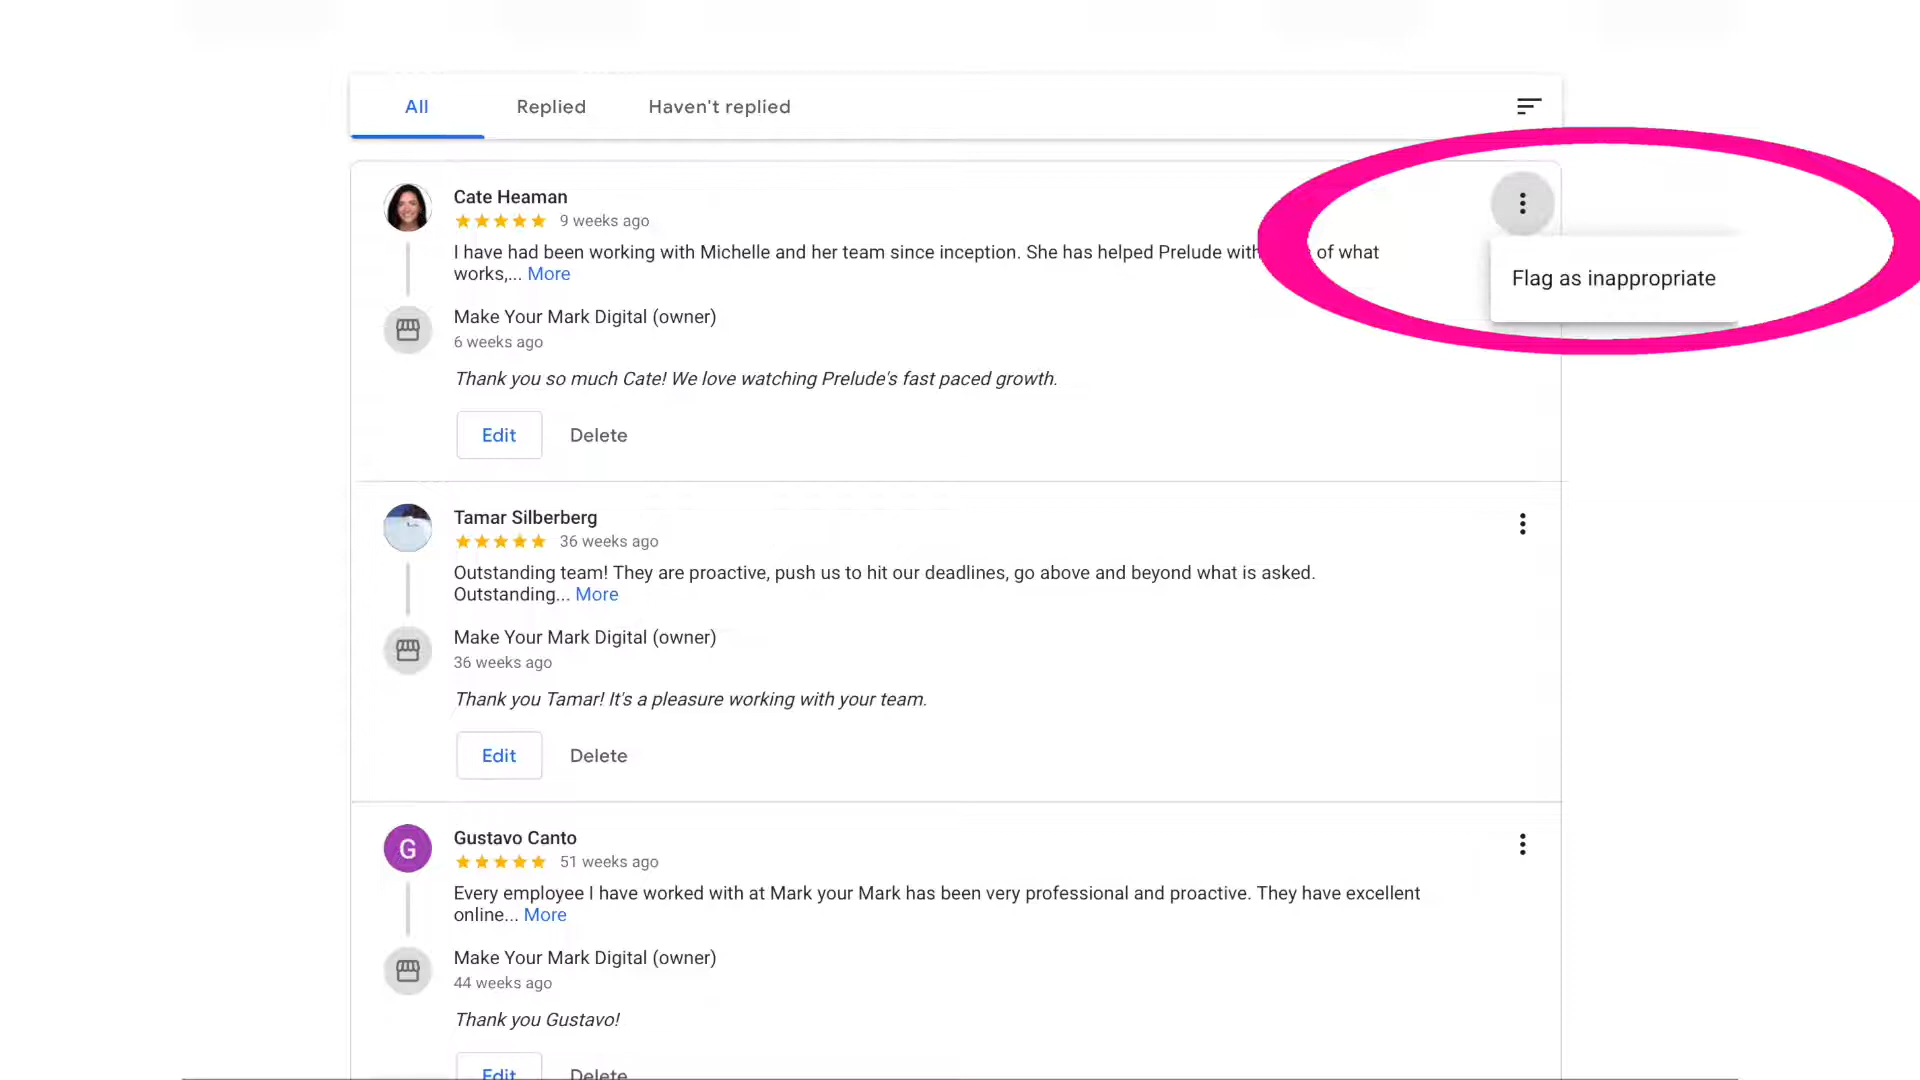 All Replied Haven't replied
Cate Heaman
9 weeks ago
I have had been working with Michelle and her team since inception. She has helped Prelude with of what
works,... More
Flag as inappropriate
Make Your Mark Digital (owner)
6 weeks ago
Thank you so much Cate! We love watching Prelude's fast paced growth.
Edit Delete
Tamar Silberberg
36 weeks ago
Outstanding team! They are proactive, push us to hit our deadlines, go above and beyond what is asked.
Outstanding... More
Make Your Mark Digital (owner)
36 weeks ago
Thank you Tamar! It's a pleasure working with your team.
Edit Delete
G
Gustavo Canto
51 weeks ago
Every employee I have worked with at Mark your Mark has been very professional and proactive. They have excellent
online... More
Make Your Mark Digital (owner)
44 weeks ago
Thank you Gustavo!
Edit Delete